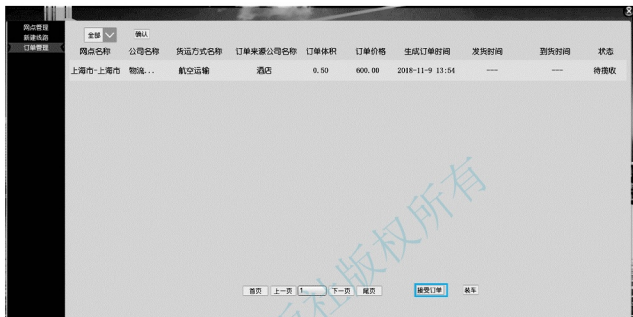 网点管理
新建线路
订单管理
全部 确认
网点名称 公司名称 货运方式名称 订单来源公司名称 订单体积 订单价格 生成订单时间 发货时间 到货时间 状态
上海市-上海市 物流... 航空运输 酒店 0.50 600.00 2018-11-9 13:54 --- --- 待揽收
首页 上一页 1 下一页 尾页 接受订单 装车
社版权所有